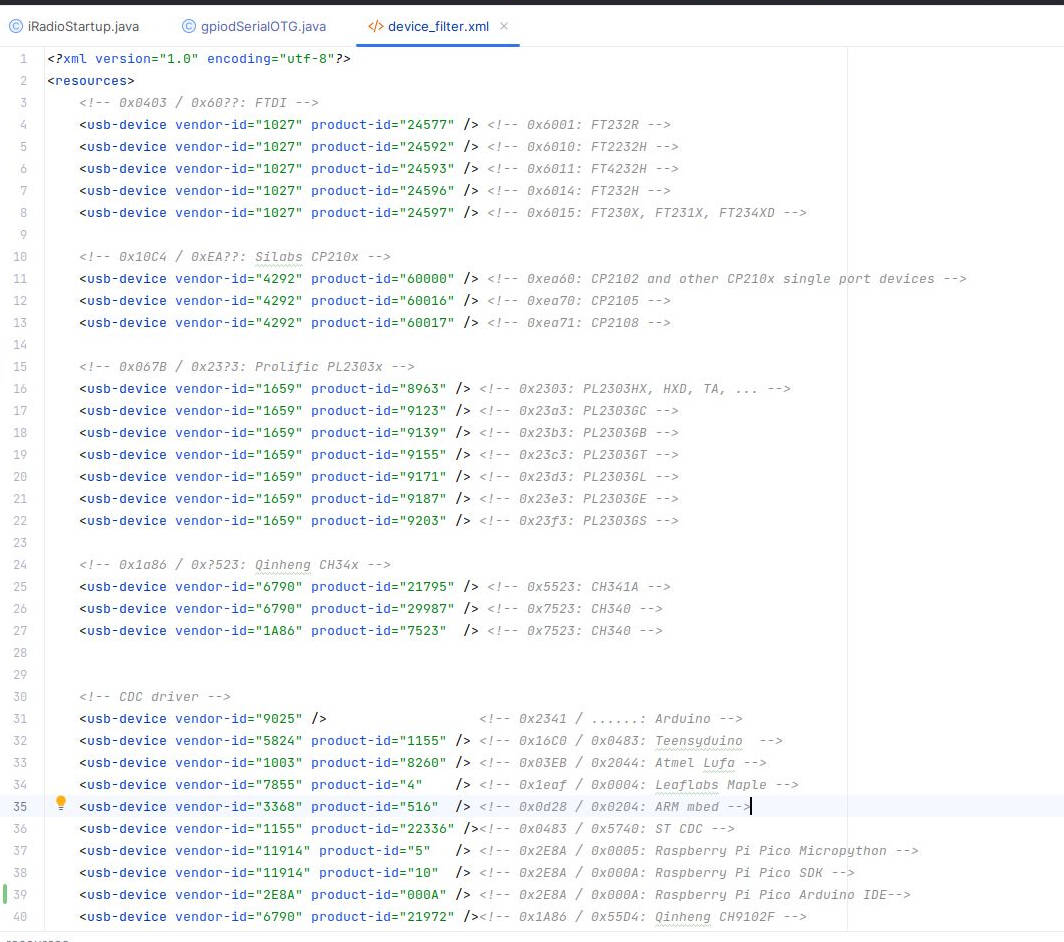 iRadioStartup.java gpiodSerialOTG.java device_filter.xml
1 <?xml version="1.0" encoding="utf-8"?>
2 <resources>
3 <!-- 0x0403 / 0x60??: FTDI -->
4 <usb-device vendor-id="1027" product-id="24577" /> <!-- 0x6001: FT232R -->
5 <usb-device vendor-id="1027" product-id="24592" /> <!-- 0x6010: FT2232H -->
6 <usb-device vendor-id="1027" product-id="24593" /> <!-- 0x6011: FT4232H -->
7 <usb-device vendor-id="1027" product-id="24596" /> <!-- 0x6014: FT232H -->
8 <usb-device vendor-id="1027" product-id="24597" /> <!-- 0x6015: FT230X, FT231X, FT234XD -->
9
10 <!-- 0x10C4 / 0xEA??: Silabs CP210x -->
11 <usb-device vendor-id="4292" product-id="60000" /> <!-- 0xea60: CP2102 and other CP210x single port devices -->
12 <usb-device vendor-id="4292" product-id="60016" /> <!-- 0xea70: CP2105 -->
13 <usb-device vendor-id="4292" product-id="60017" /> <!-- 0xea71: CP2108 -->
14
15 <!-- 0x067B / 0x23?3: Prolific PL2303x -->
16 <usb-device vendor-id="1659" product-id="8963" /> <!-- 0x2303: PL2303HX, HXD, TA, ... -->
17 <usb-device vendor-id="1659" product-id="9123" /> <!-- 0x23a3: PL2303GC -->
18 <usb-device vendor-id="1659" product-id="9139" /> <!-- 0x23b3: PL2303GB -->
19 <usb-device vendor-id="1659" product-id="9155" /> <!-- 0x23c3: PL2303GT -->
20 <usb-device vendor-id="1659" product-id="9171" /> <!-- 0x23d3: PL2303GL -->
21 <usb-device vendor-id="1659" product-id="9187" /> <!-- 0x23e3: PL2303GE -->
22 <usb-device vendor-id="1659" product-id="9203" /> <!-- 0x23f3: PL2303GS -->
23
24 <!-- 0x1a86 / 0x?523: Qinheng CH34x -->
25 <usb-device vendor-id="6790" product-id="21795" /> <!-- 0x5523: CH341A -->
26 <usb-device vendor-id="6790" product-id="29987" /> <!-- 0x7523: CH340 -->
27 <usb-device vendor-id="1A86" product-id="7523" /> <!-- 0x7523: CH340 -->
28
29
30 <!-- CDC driver -->
31 <usb-device vendor-id="9025" /> <!-- 0x2341 / ......: Arduino -->
32 <usb-device vendor-id="5824" product-id="1155" /> <!-- 0x16C0 / 0x0483: Teensyduino -->
33 <usb-device vendor-id="1003" product-id="8260" /> <!-- 0x03EB / 0x2044: Atmel Lufa -->
34 <usb-device vendor-id="7855" product-id="4" /> <!-- 0x1eaf / 0x0004: Leaflabs Maple -->
35 <usb-device vendor-id="3368" product-id="516" /> <!-- 0x0d28 / 0x0204: ARM mbed -->
36 <usb-device vendor-id="1155" product-id="22336" /><!-- 0x0483 / 0x5740: ST CDC -->
37 <usb-device vendor-id="11914" product-id="5" /> <!-- 0x2E8A / 0x0005: Raspberry Pi Pico Micropython -->
38 <usb-device vendor-id="11914" product-id="10" /> <!-- 0x2E8A / 0x000A: Raspberry Pi Pico SDK -->
39 <usb-device vendor-id="2E8A" product-id="000A" /> <!-- 0x2E8A / 0x000A: Raspberry Pi Pico Arduino IDE-->
40 <usb-device vendor-id="6790" product-id="21972" /><!-- 0x1A86 / 0x55D4: Qinheng CH9102F -->